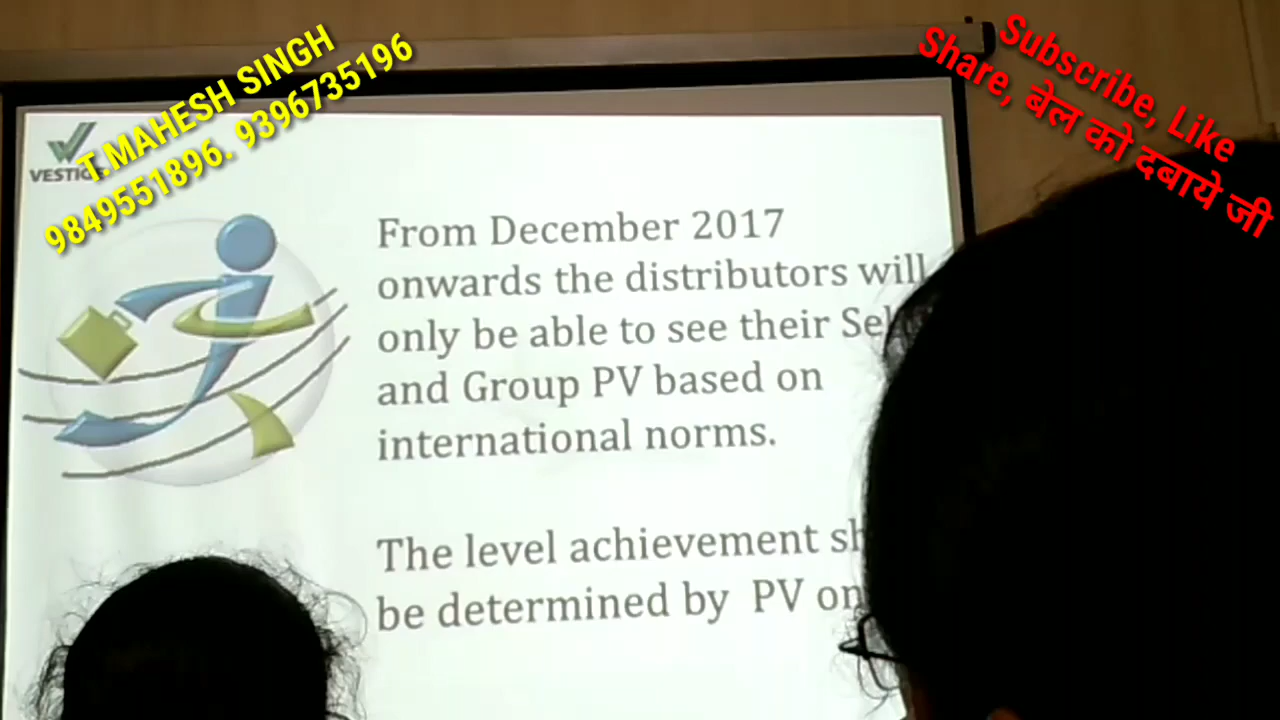 T.MAHESH SINGH
9849551896. 9396735196
Subscribe, Like
Share, बेल को दबाये जी
From December 2017
onwards the distributors will
only be able to see their
and Group PV based on
international norms.
The level achievement
be determined by PV